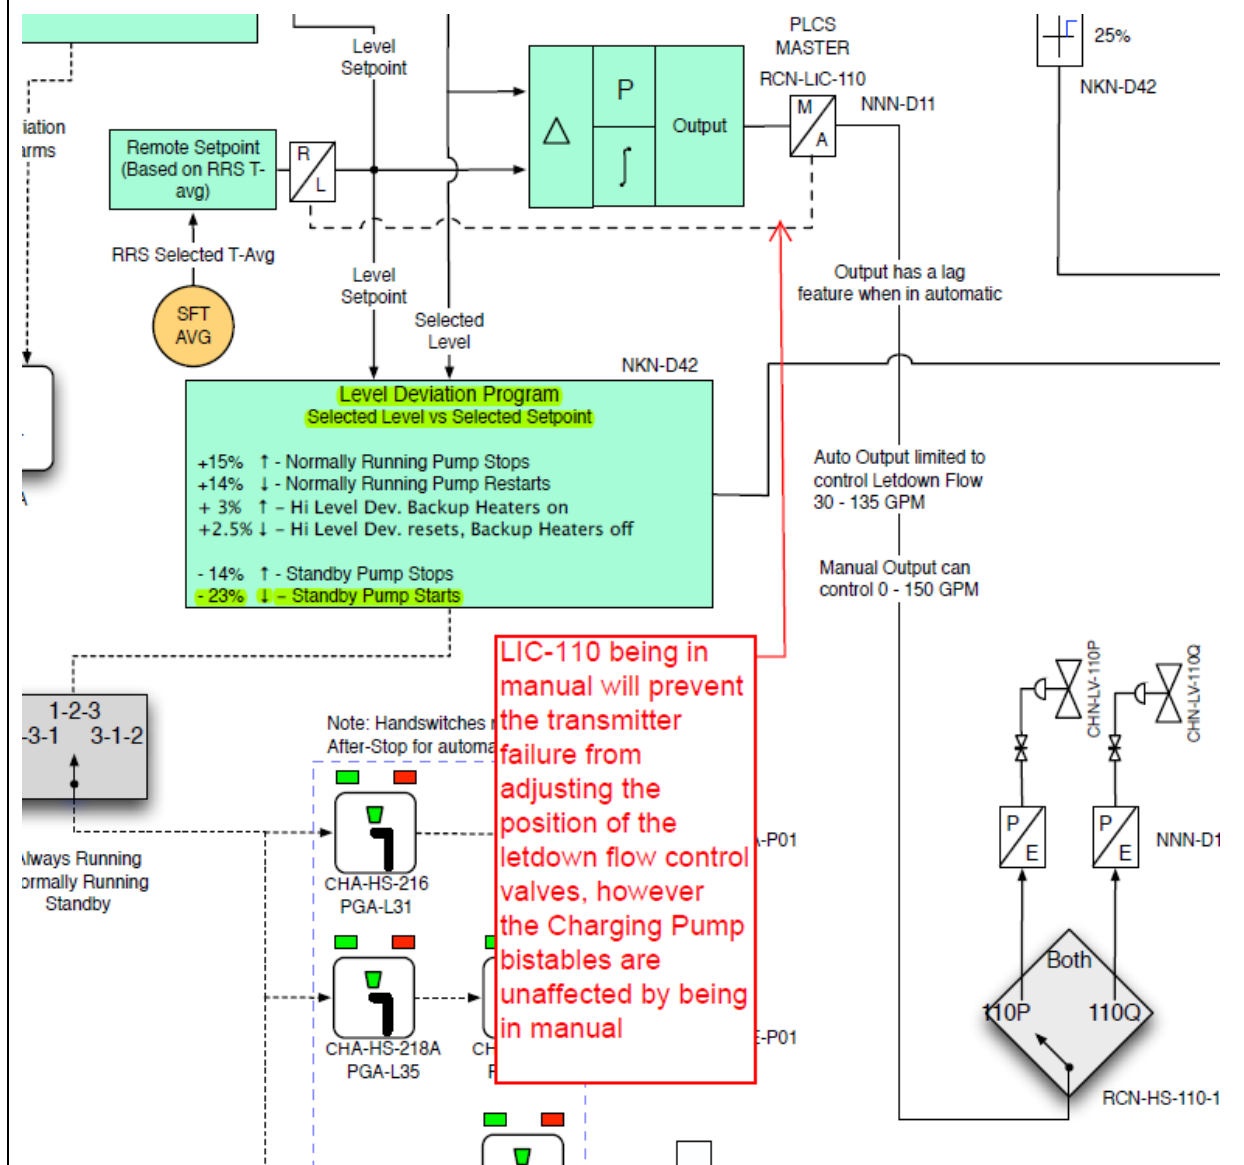 PLCS
MASTER
RCN-LIC-110
NNN-D11
25%
NKN-D42
Level
Setpoint
P
Output
M
A
Remote Setpoint
(Based on RRS T-
avg)
R
L
RRS Selected T-Avg
SFT
AVG
Level
Setpoint
Selected
Level
Output has a lag
feature when in automatic
NKN-D42
Level Deviation Program
Selected Level vs Selected Setpoint
+15% ↑ - Normally Running Pump Stops
+14% ↓ - Normally Running Pump Restarts
+ 3% ↑ – Hi Level Dev. Backup Heaters on
+2.5% ↓ – Hi Level Dev. resets, Backup Heaters off
- 14% ↑ - Standby Pump Stops
- 23% ↓ – Standby Pump Starts
Auto Output limited to
control Letdown Flow
30 - 135 GPM
Manual Output can
control 0 - 150 GPM
LIC-110 being in
manual will prevent
the transmitter
failure from
adjusting the
position of the
letdown flow control
valves, however
the Charging Pump
bistables are
unaffected by being
in manual
1-2-3
-3-1 3-1-2
Note: Handswitches
After-Stop for
Always Running
Normally Running
Standby
CHA-HS-216
PGA-L31
-P01
CHA-HS-218A
PGA-L35
-P01
CHN-LV-110P
CHN-LV-110Q
P
E
P
E
NNN-D1
Both
110P
110Q
RCN-HS-110-1